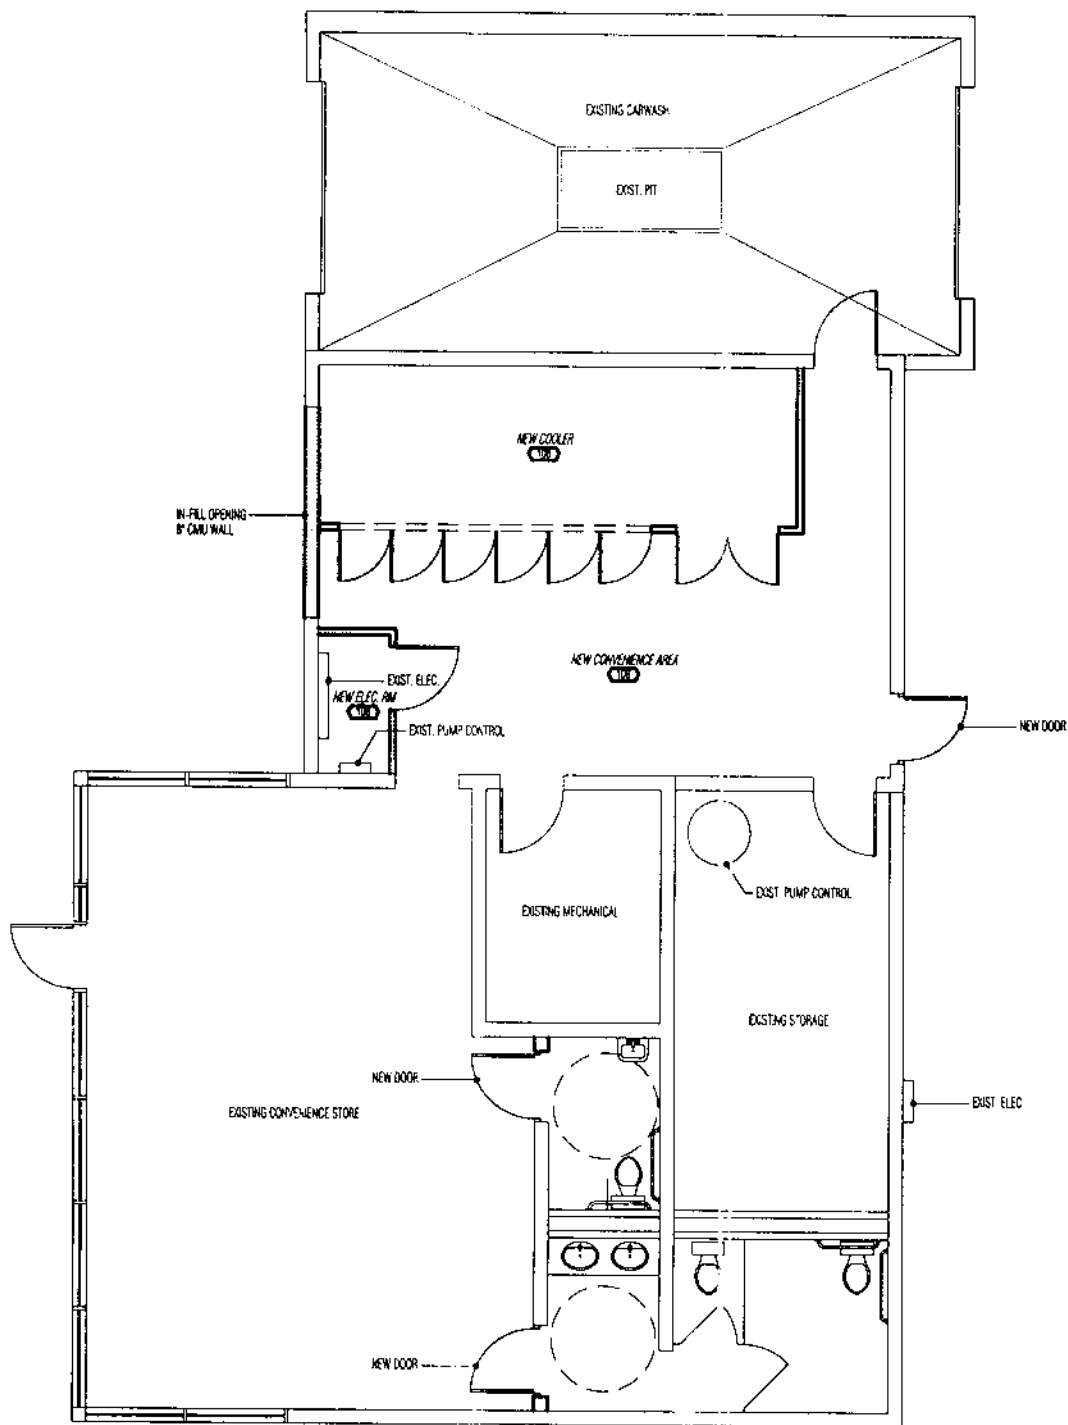 EXISTING CARWASH
EXIST. PIT
NEW COOLER
IN-FILL OPENING
8" CMU WALL
NEW CONVENIENCE AREA
108
EXIST. ELEC.
NEW ELEC. RM
EXIST. PUMP CONTROL
NEW DOOR
EXIST PUMP CONTROL
EXISTING MECHANICAL
EXISTING STORAGE
NEW DOOR
EXISTING CONVENIENCE STORE
EXIST ELEC
NEW DOOR